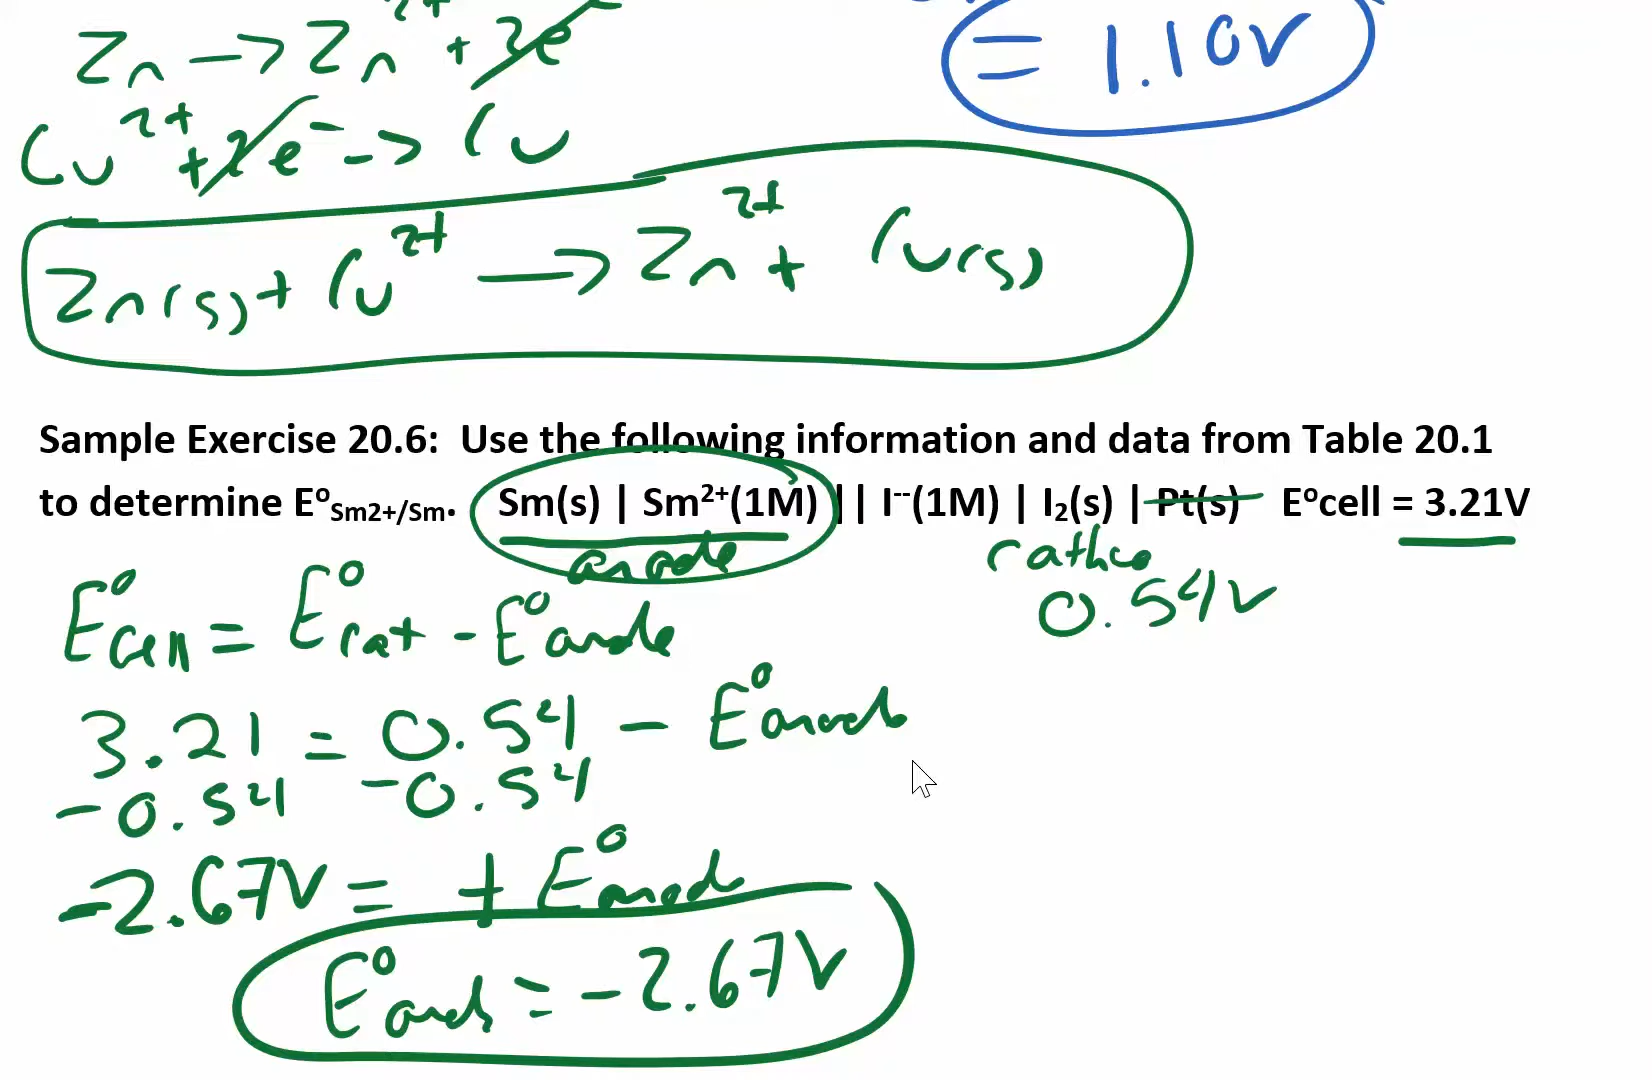 Zn → Zn²⁺ + 2e
= 1.10V
Cu²⁺ + 2e⁻ → Cu
Zn(s) + Cu²⁺ → Zn²⁺ + Cu(s)
Sample Exercise 20.6: Use the following information and data from Table 20.1
to determine E°Sm2+/Sm. Sm(s) | Sm²⁺(1M) || I⁻⁻(1M) | I₂(s) | Pt(s) E°cell = 3.21V
anode
0.54V
E°cell = E°cat - E°anode
3.21 = 0.54 - E°anode
-0.54 -0.54
-2.67V = + E°anode
E°anode = -2.67V